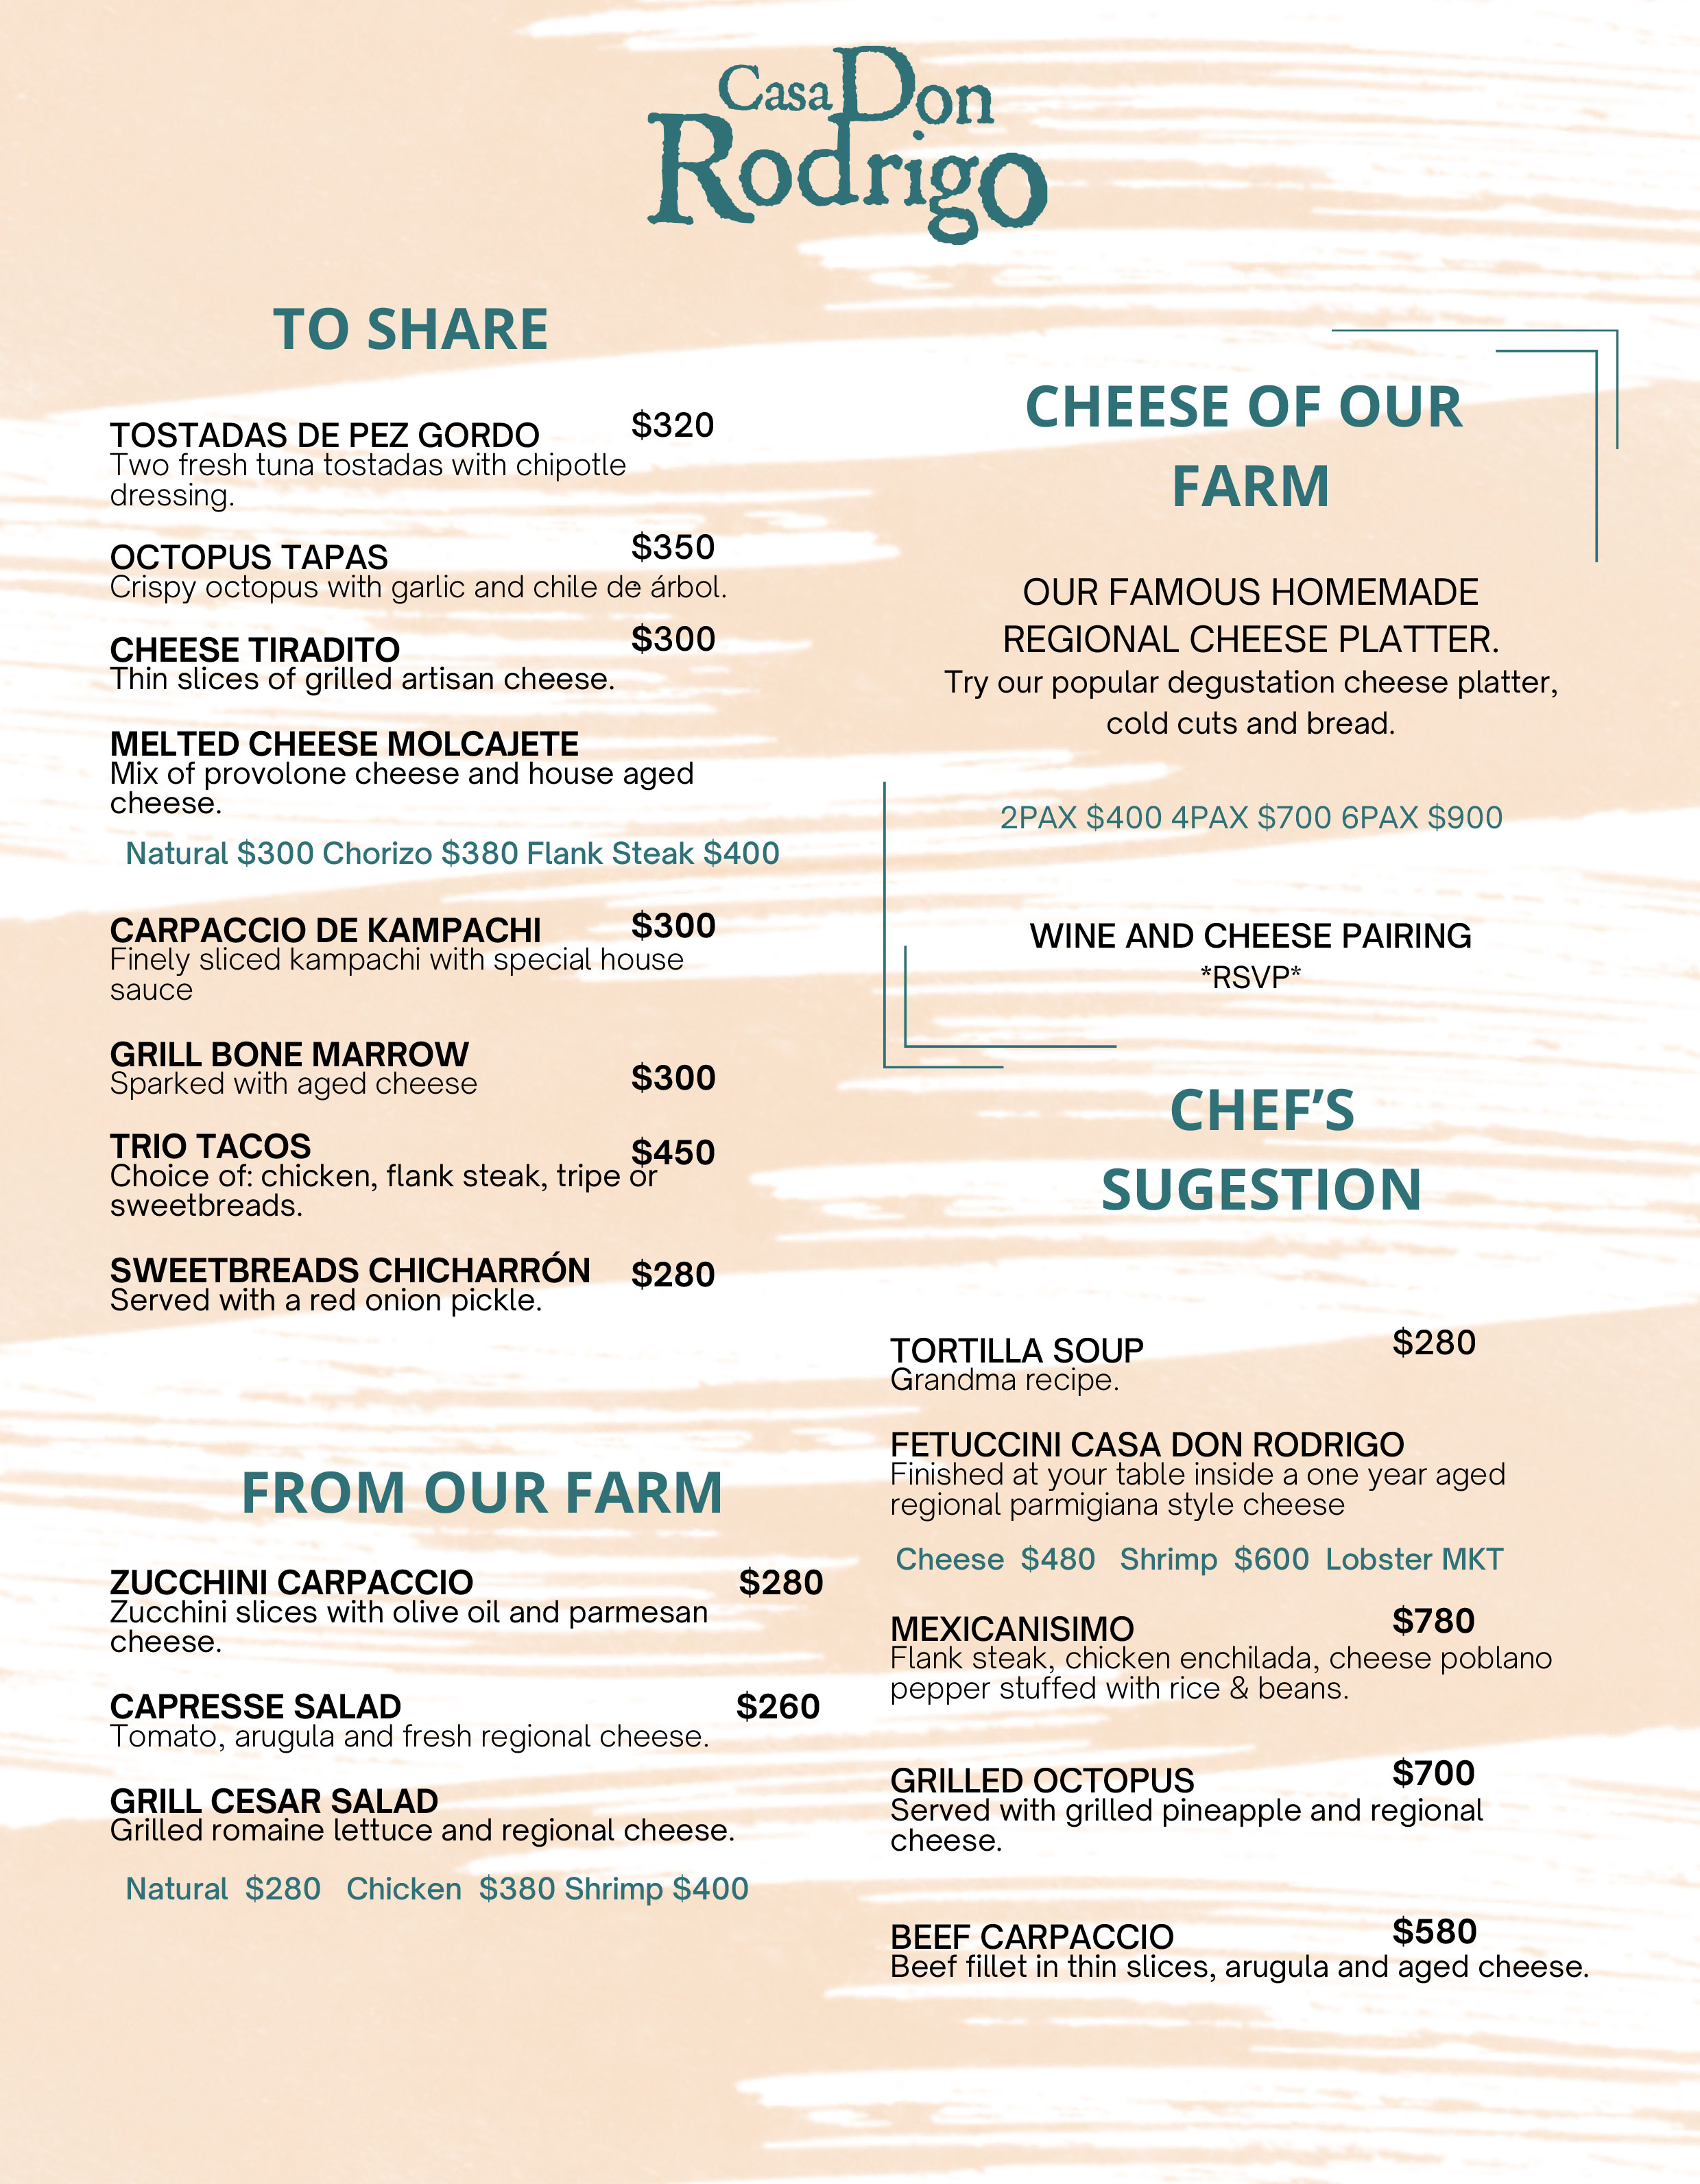 Casa Don
Rodrigo
TO SHARE
TOSTADAS DE PEZ GORDO $320
Two fresh tuna tostadas with chipotle
dressing.
OCTOPUS TAPAS $350
Crispy octopus with garlic and chile de árbol.
CHEESE TIRADITO $300
Thin slices of grilled artisan cheese.
MELTED CHEESE MOLCAJETE
Mix of provolone cheese and house aged
cheese.
Natural $300 Chorizo $380 Flank Steak $400
CARPACCIO DE KAMPACHI $300
Finely sliced kampachi with special house
sauce
GRILL BONE MARROW
Sparked with aged cheese $300
TRIO TACOS $450
Choice of: chicken, flank steak, tripe or
sweetbreads.
SWEETBREADS CHICHARRÓN $280
Served with a red onion pickle.
FROM OUR FARM
ZUCCHINI CARPACCIO $280
Zucchini slices with olive oil and parmesan
cheese.
CAPRESSE SALAD $260
Tomato, arugula and fresh regional cheese.
GRILL CESAR SALAD
Grilled romaine lettuce and regional cheese.
Natural $280 Chicken $380 Shrimp $400
CHEESE OF OUR
FARM
OUR FAMOUS HOMEMADE
REGIONAL CHEESE PLATTER.
Try our popular degustation cheese platter,
cold cuts and bread.
2PAX $400 4PAX $700 6PAX $900
WINE AND CHEESE PAIRING
*RSVP*
CHEF'S
SUGESTION
TORTILLA SOUP $280
Grandma recipe.
FETUCCINI CASA DON RODRIGO
Finished at your table inside a one year aged
regional parmigiana style cheese
Cheese $480 Shrimp $600 Lobster MKT
MEXICANISIMO $780
Flank steak, chicken enchilada, cheese poblano
pepper stuffed with rice & beans.
GRILLED OCTOPUS $700
Served with grilled pineapple and regional
cheese.
BEEF CARPACCIO $580
Beef fillet in thin slices, arugula and aged cheese.